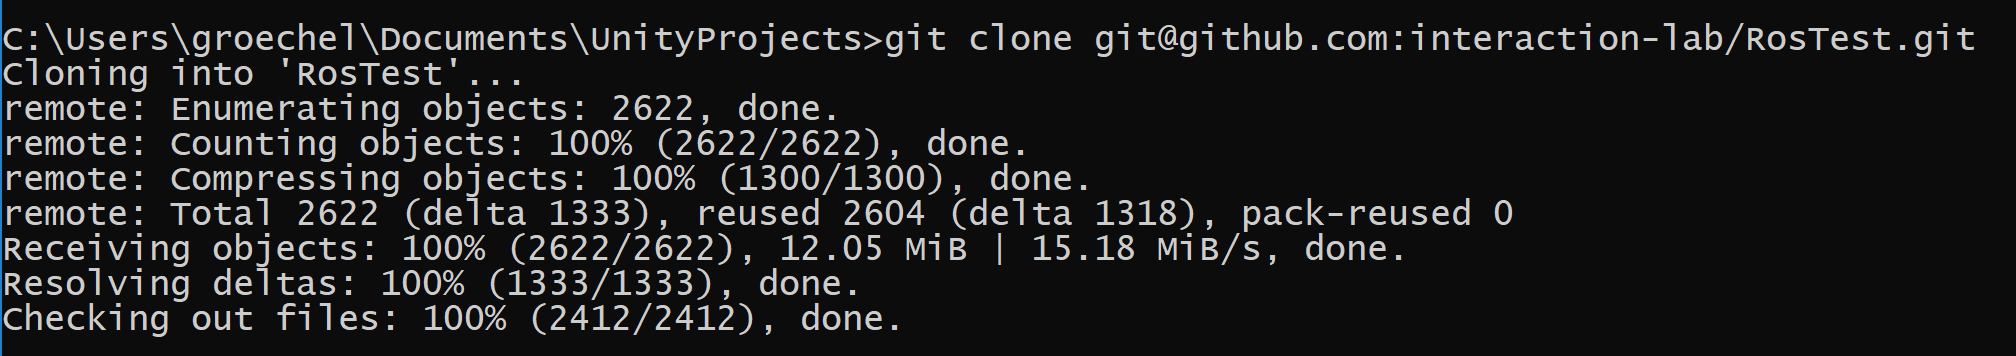 C:\Users\groechel\Documents\UnityProjects>git clone git@github.com:interaction-lab/RosTest.git
Cloning into 'RosTest'...
remote: Enumerating objects: 2622, done.
remote: Counting objects: 100% (2622/2622), done.
remote: Compressing objects: 100% (1300/1300), done.
remote: Total 2622 (delta 1333), reused 2604 (delta 1318), pack-reused 0
Receiving objects: 100% (2622/2622), 12.05 MiB | 15.18 MiB/s, done.
Resolving deltas: 100% (1333/1333), done.
Checking out files: 100% (2412/2412), done.